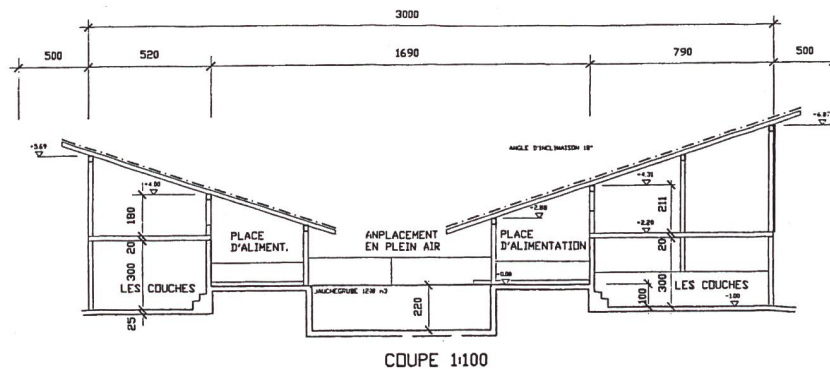 3000
500
520
1690
790
500
+6.87
+5.69
ANGLE D'INCLINAISON 18°
+4.00
+4.31
180
211
+2.80
PLACE
D'ALIMENT.
ANPLACEMENT
EN PLEIN AIR
PLACE
D'ALIMENTATION
+2.20
20
20
300
300
±0.00
LES COUCHES
JAUCHEGRUBE 1230 m3
220
100
LES COUCHES
-1.00
25
COUPE 1:100